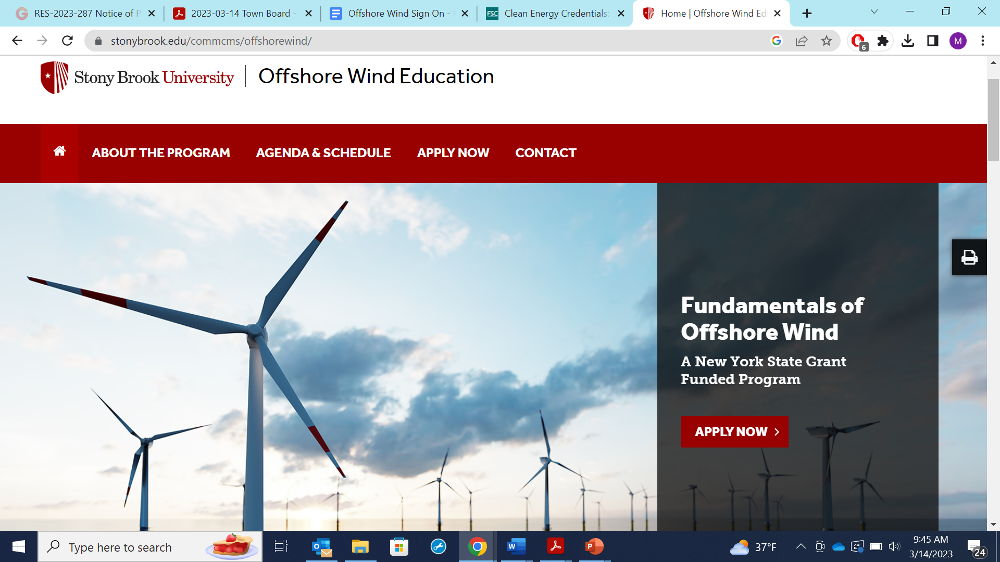 RES-2023-287 Notice of P
2023-03-14 Town Board -
Offshore Wind Sign On -
FSC
Clean Energy Credentials:
Home | Offshore Wind Ed
stonybrook.edu/commcms/offshorewind/
6
M
Stony Brook University
Offshore Wind Education
ABOUT THE PROGRAM
AGENDA & SCHEDULE
APPLY NOW
CONTACT
Fundamentals of
Offshore Wind
A New York State Grant
Funded Program
APPLY NOW
Type here to search
37°F
9:45 AM
3/14/2023
24